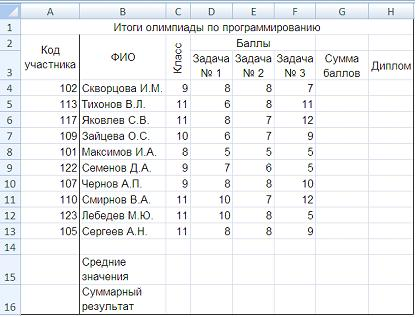 A B C D E F G H
1 Итоги олимпиады по программированию
2 Код участника ФИО Класс Баллы
3 Задача № 1 Задача № 2 Задача № 3 Сумма баллов Диплом
4 102 Скворцова И.М. 9 8 8 7
5 113 Тихонов В.Л. 11 6 8 11
6 117 Яковлев С.В. 11 8 7 12
7 109 Зайцева О.С. 10 6 7 9
8 101 Максимов И.А. 8 5 5 5
9 122 Семенов Д.А. 9 7 6 5
10 107 Чернов А.П. 9 8 8 10
11 110 Смирнов В.А. 11 10 7 12
12 123 Лебедев М.Ю. 11 10 8 5
13 105 Сергеев А.Н. 11 8 8 9
14
15 Средние значения
16 Суммарный результат